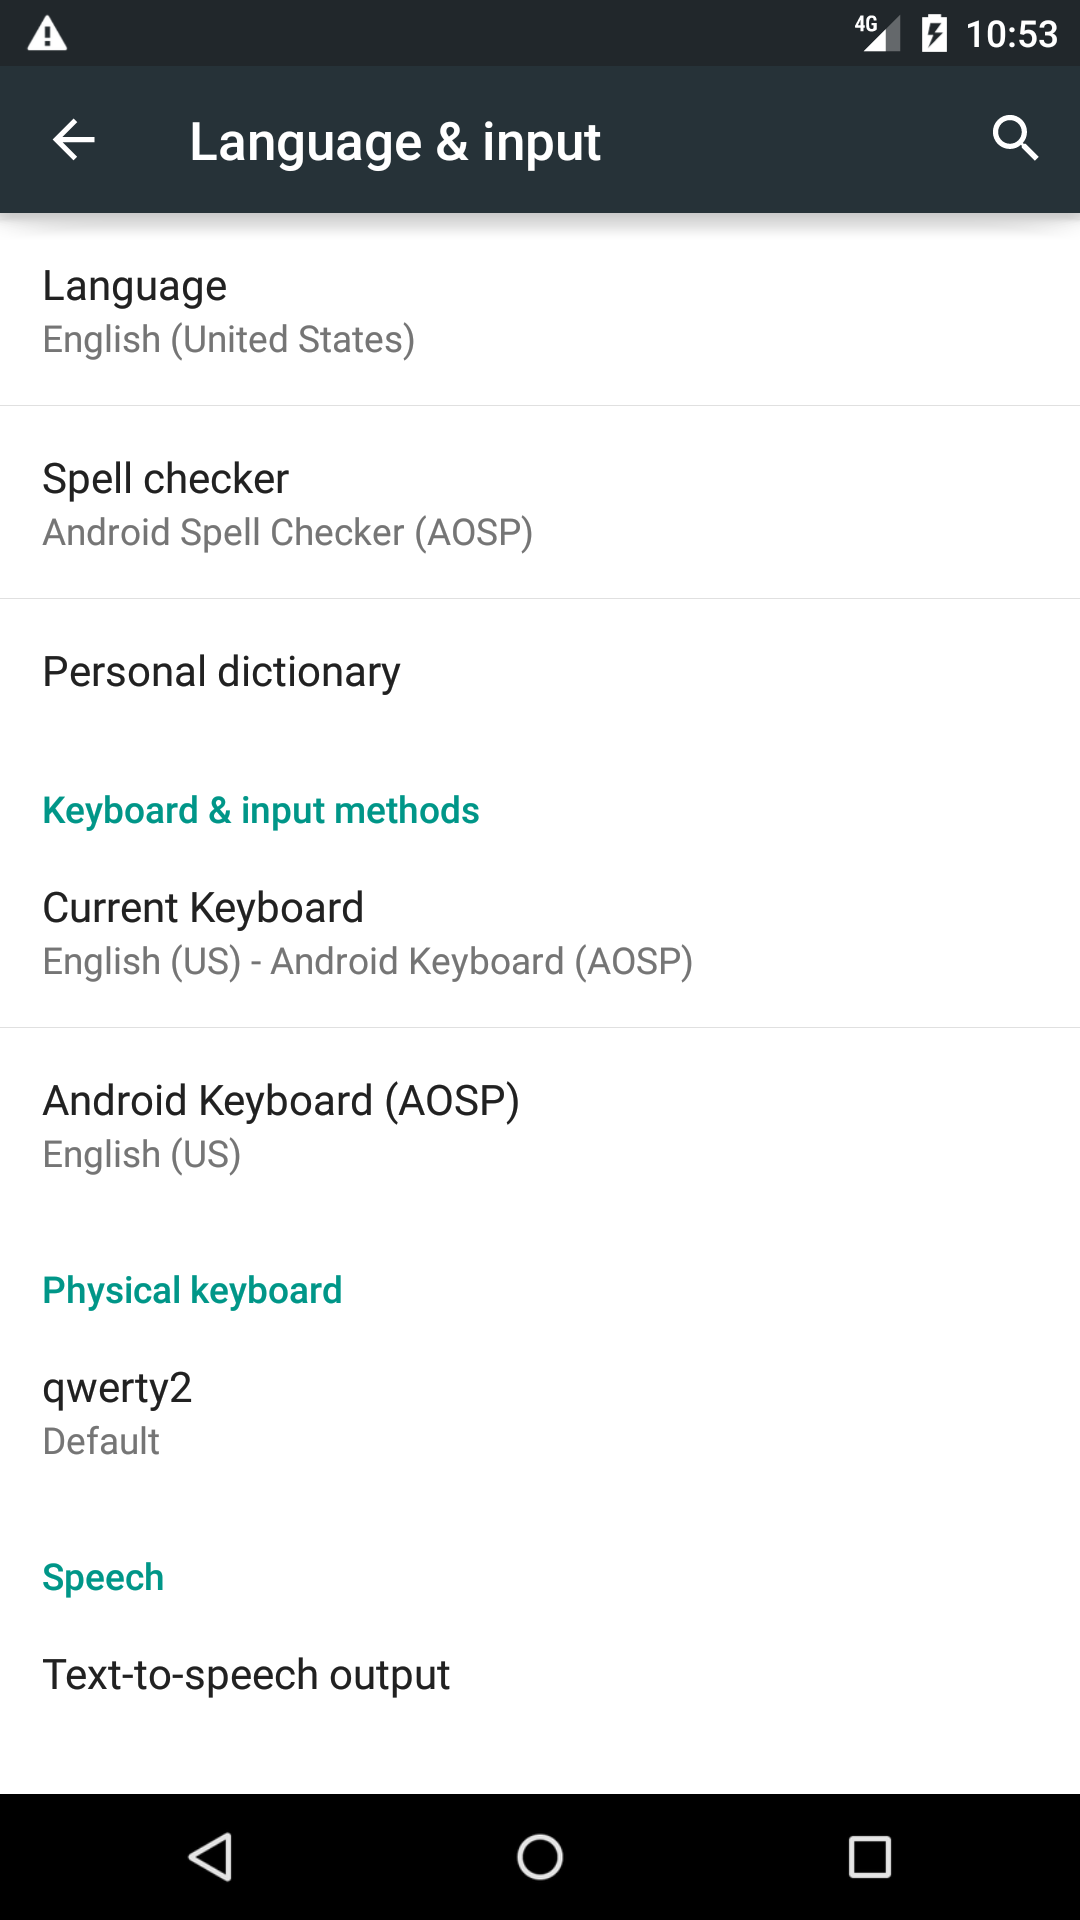 4G 10:53
Language & input
Language
English (United States)
Spell checker
Android Spell Checker (AOSP)
Personal dictionary
Keyboard & input methods
Current Keyboard
English (US) - Android Keyboard (AOSP)
Android Keyboard (AOSP)
English (US)
Physical keyboard
qwerty2
Default
Speech
Text-to-speech output